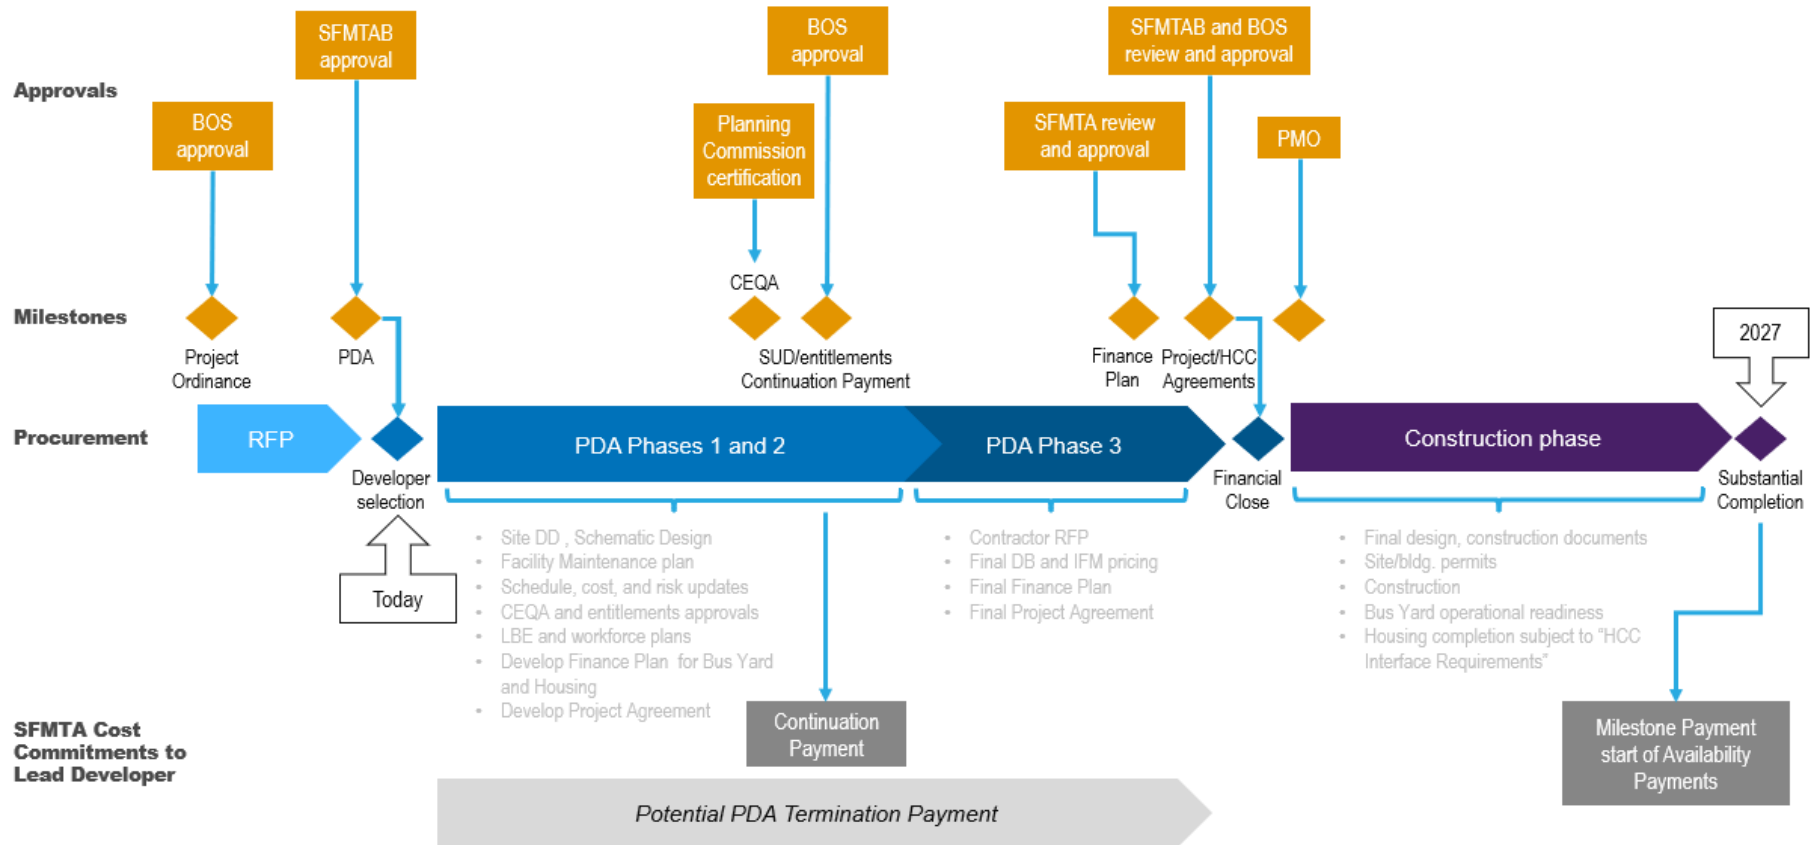 Approvals
BOS
approval
SFMTAB
approval
Planning
Commission
certification
BOS
approval
SFMTA review
and approval
SFMTAB and BOS
review and approval
PMO
Milestones
Project
Ordinance
PDA
CEQA
SUD/entitlements
Continuation Payment
Finance
Plan
Project/HCC
Agreements
2027
Procurement
RFP
Developer
selection
Today
PDA Phases 1 and 2
PDA Phase 3
Financial
Close
Construction phase
Substantial
Completion
• Site DD , Schematic Design
• Facility Maintenance plan
• Schedule, cost, and risk updates
• CEQA and entitlements approvals
• LBE and workforce plans
• Develop Finance Plan for Bus Yard
and Housing
• Develop Project Agreement
• Contractor RFP
• Final DB and IFM pricing
• Final Finance Plan
• Final Project Agreement
• Final design, construction documents
• Site/bldg. permits
• Construction
• Bus Yard operational readiness
• Housing completion subject to “HCC
Interface Requirements”
SFMTA Cost
Commitments to
Lead Developer
Continuation
Payment
Milestone Payment
start of Availability
Payments
Potential PDA Termination Payment